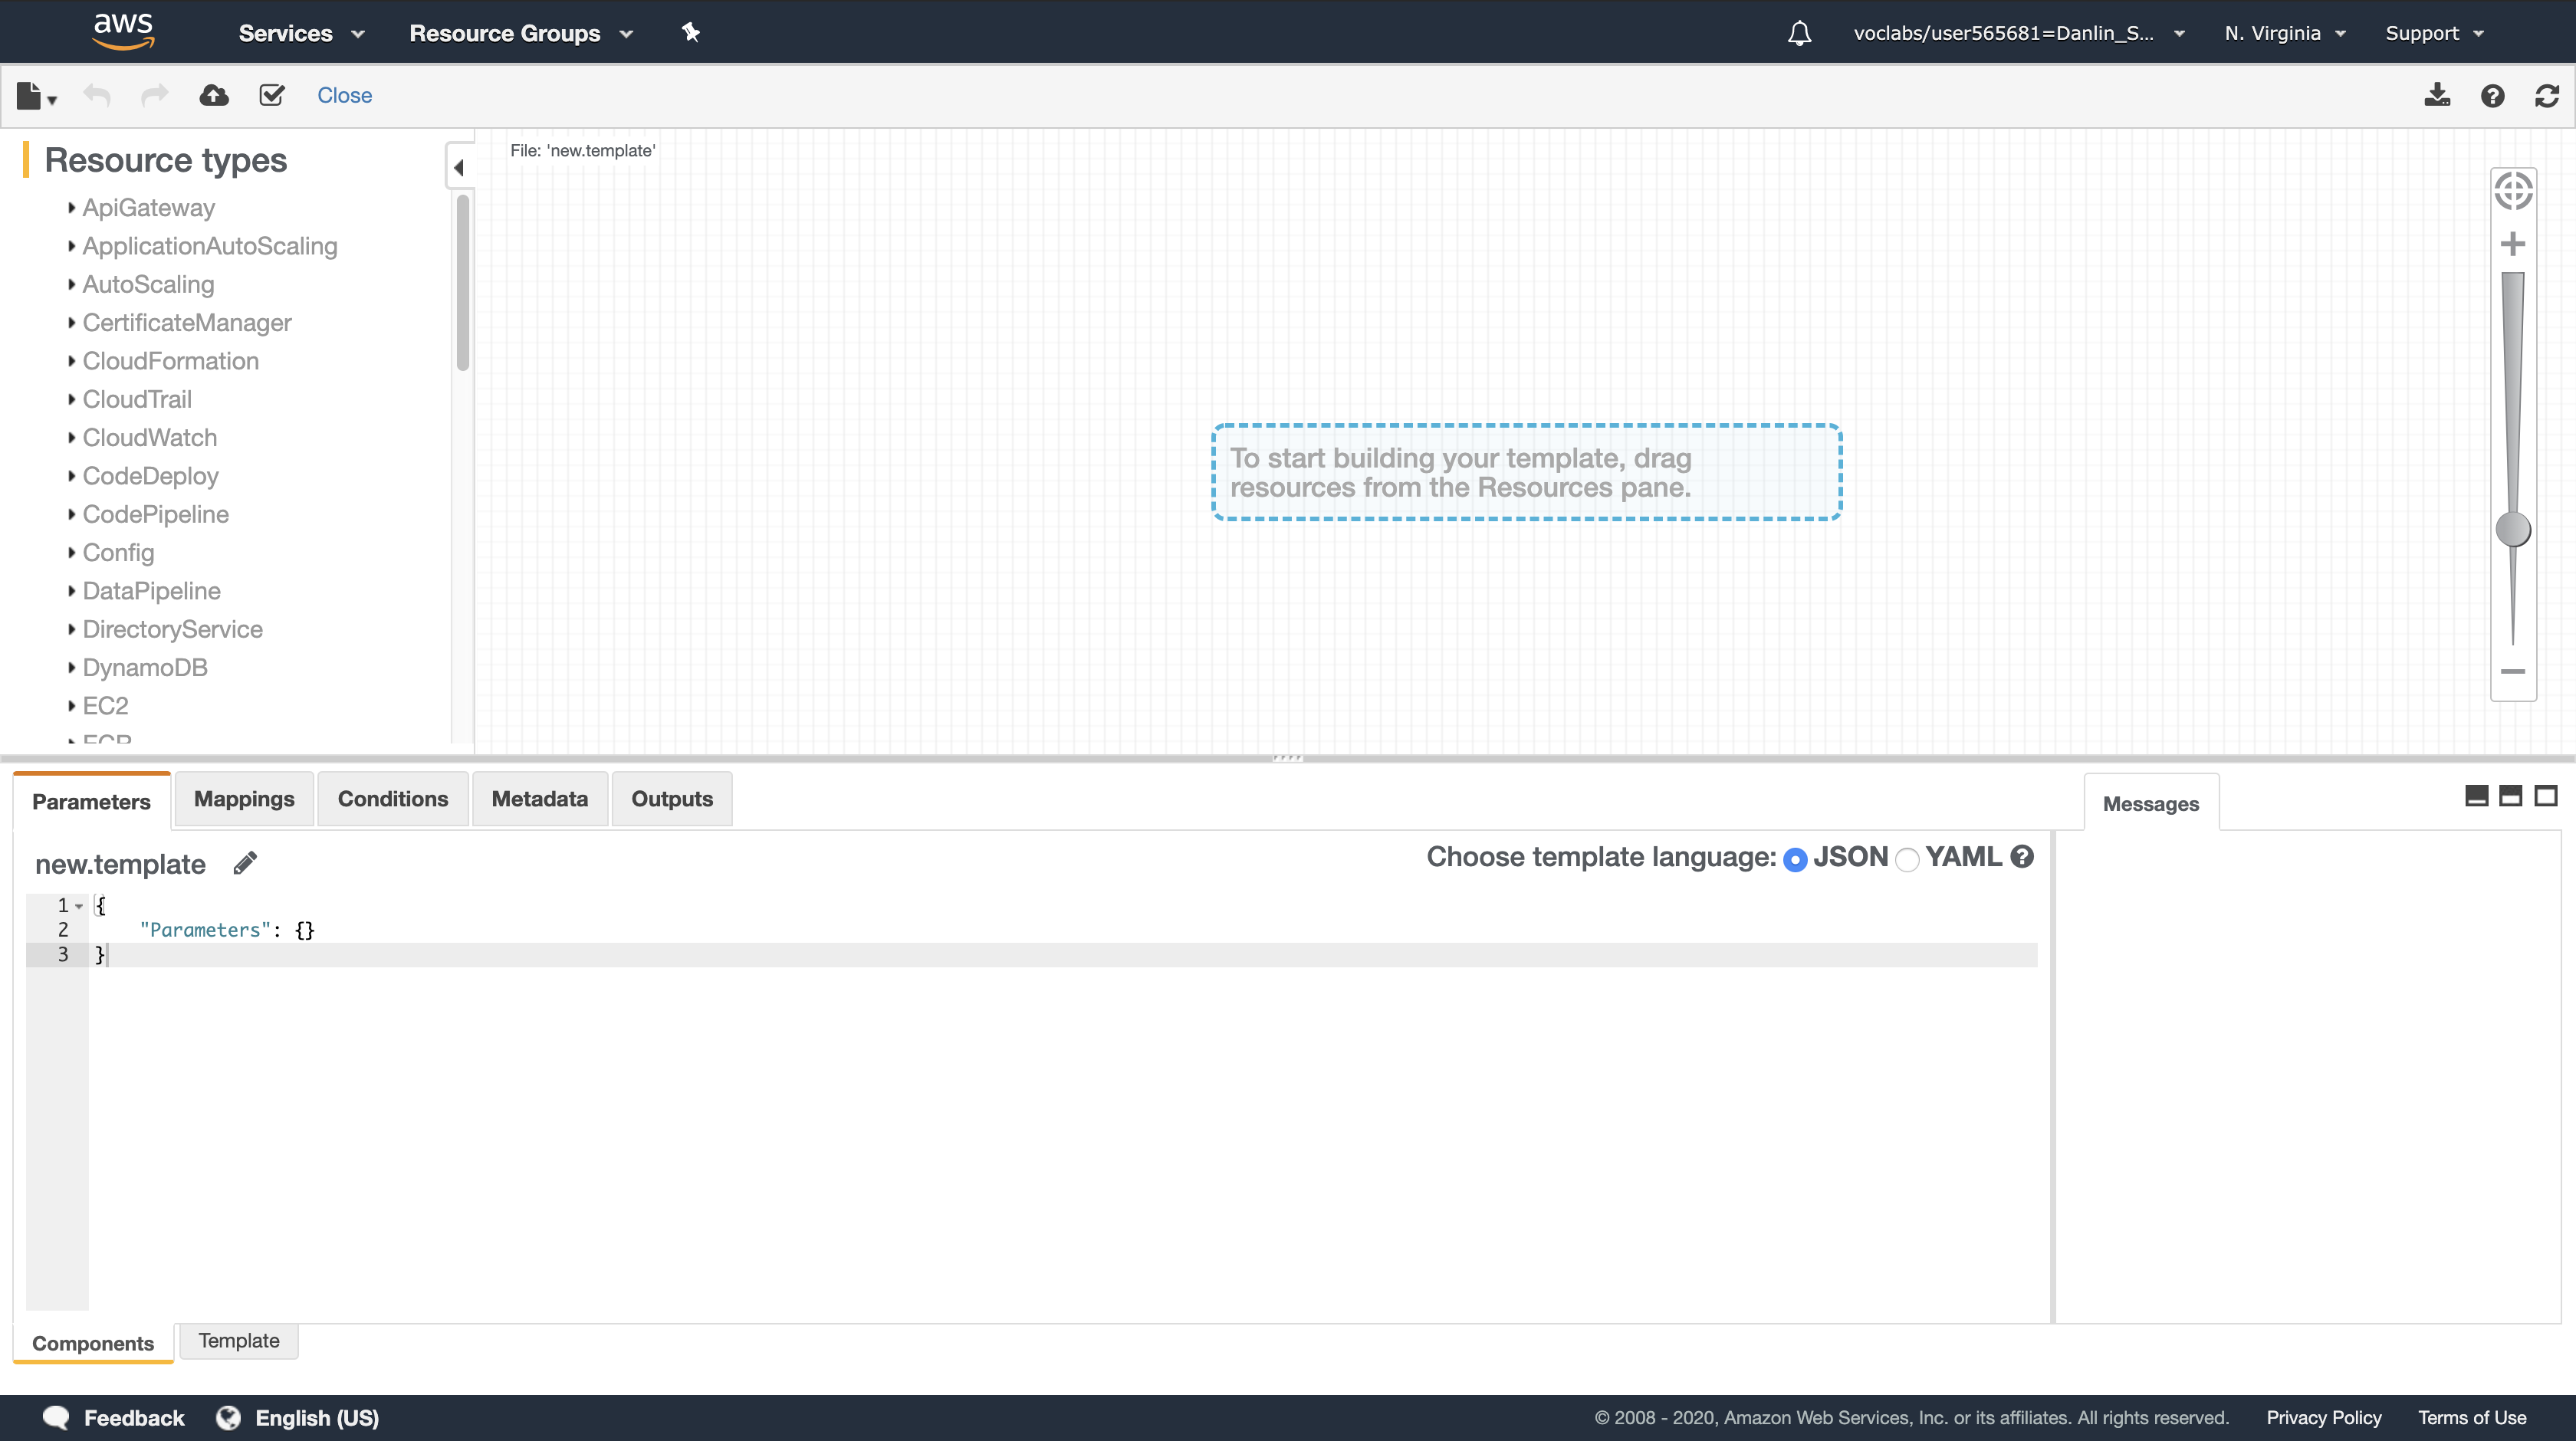 aws
Services
Resource Groups
voclabs/user565681=Danlin_S...
N. Virginia
Support
Close
Resource types
ApiGateway
ApplicationAutoScaling
AutoScaling
CertificateManager
CloudFormation
CloudTrail
CloudWatch
CodeDeploy
CodePipeline
Config
DataPipeline
DirectoryService
DynamoDB
EC2
ECR
File: 'new.template'
To start building your template, drag
resources from the Resources pane.
Parameters
Mappings
Conditions
Metadata
Outputs
Messages
new.template
Choose template language: JSON YAML
1 {
2 "Parameters": {}
3 }
Components
Template
Feedback
English (US)
© 2008 - 2020, Amazon Web Services, Inc. or its affiliates. All rights reserved.
Privacy Policy
Terms of Use